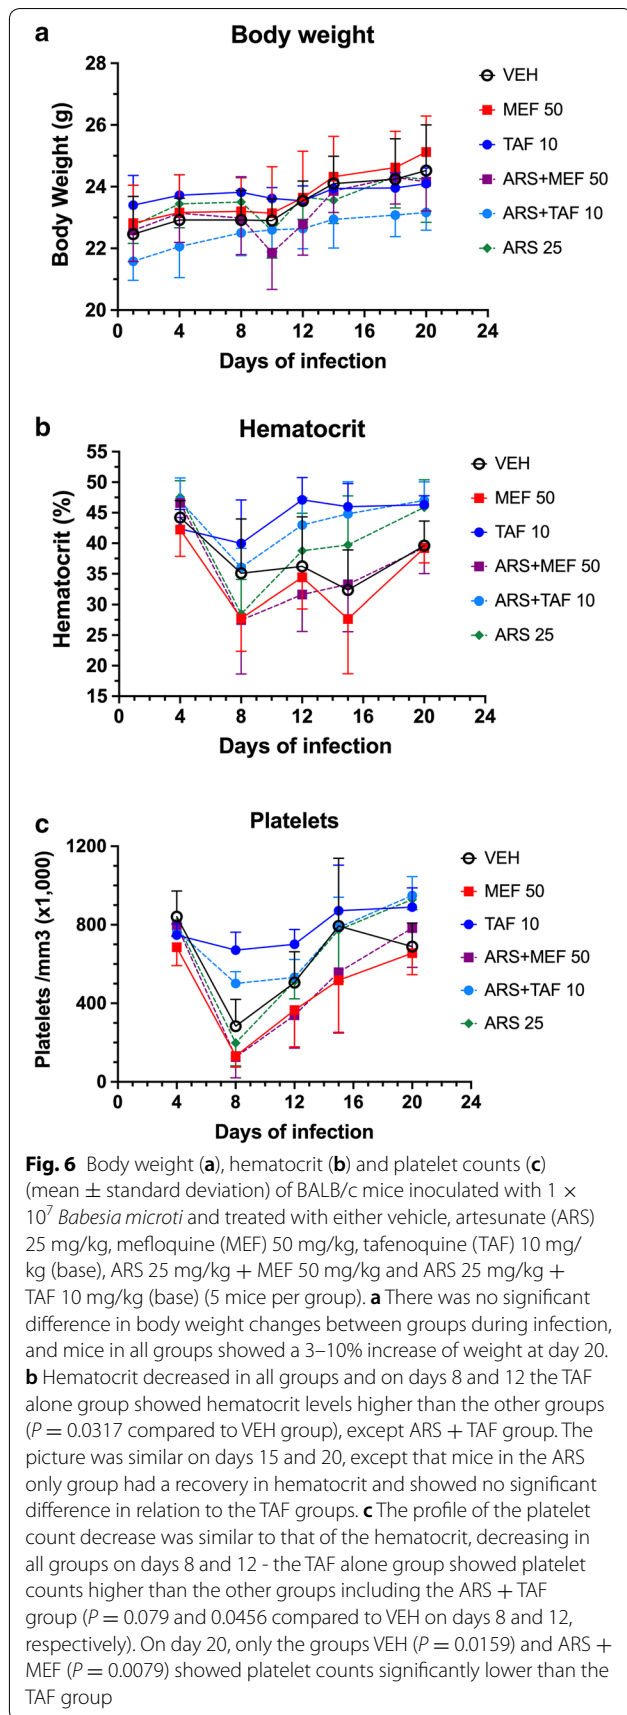 a
Body weight
28
26
24
22
20
Body Weight (g)
0 4 8 12 16 20 24
Days of infection
VEH
MEF 50
TAF 10
ARS+MEF 50
ARS+TAF 10
ARS 25
b
Hematocrit
55
50
45
40
35
30
25
20
15
Hematocrit (%)
0 4 8 12 16 20 24
Days of infection
VEH
MEF 50
TAF 10
ARS+MEF 50
ARS+TAF 10
ARS 25
c
Platelets
1200
800
400
0
Platelets /mm3 (x1,000)
0 4 8 12 16 20 24
Days of infection
VEH
MEF 50
TAF 10
ARS+MEF 50
ARS+TAF 10
ARS 25
Fig. 6 Body weight (a), hematocrit (b) and platelet counts (c)
(mean ± standard deviation) of BALB/c mice inoculated with 1 ×
10⁷ Babesia microti and treated with either vehicle, artesunate (ARS)
25 mg/kg, mefloquine (MEF) 50 mg/kg, tafenoquine (TAF) 10 mg/
kg (base), ARS 25 mg/kg + MEF 50 mg/kg and ARS 25 mg/kg +
TAF 10 mg/kg (base) (5 mice per group). a There was no significant
difference in body weight changes between groups during infection,
and mice in all groups showed a 3–10% increase of weight at day 20.
b Hematocrit decreased in all groups and on days 8 and 12 the TAF
alone group showed hematocrit levels higher than the other groups
(P = 0.0317 compared to VEH group), except ARS + TAF group. The
picture was similar on days 15 and 20, except that mice in the ARS
only group had a recovery in hematocrit and showed no significant
difference in relation to the TAF groups. c The profile of the platelet
count decrease was similar to that of the hematocrit, decreasing in
all groups on days 8 and 12 - the TAF alone group showed platelet
counts higher than the other groups including the ARS + TAF
group (P = 0.079 and 0.0456 compared to VEH on days 8 and 12,
respectively). On day 20, only the groups VEH (P = 0.0159) and ARS +
MEF (P = 0.0079) showed platelet counts significantly lower than the
TAF group